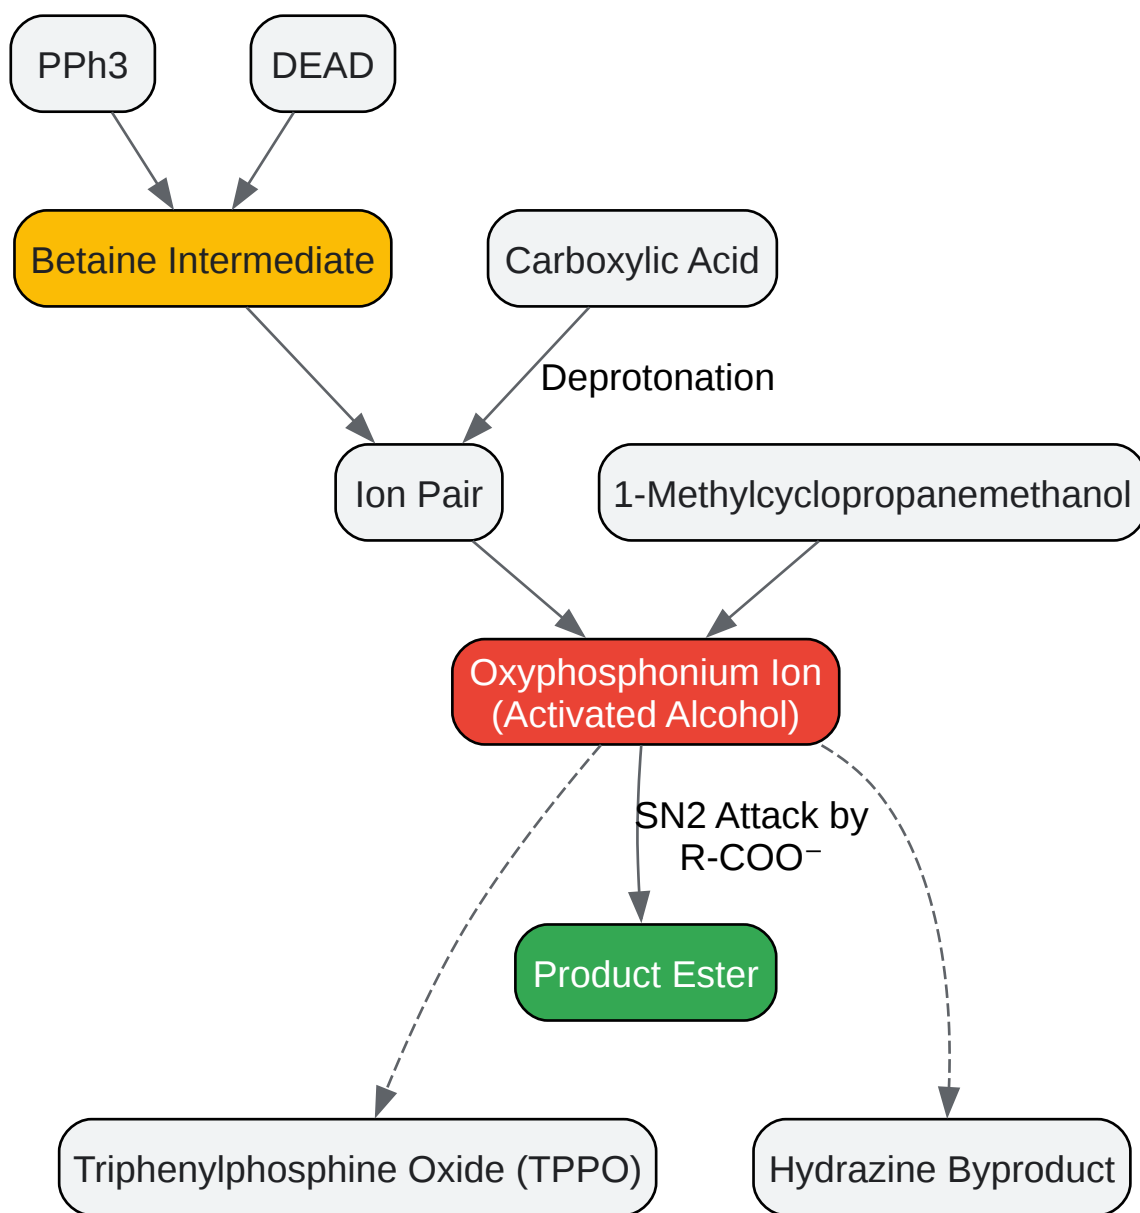 PPh3
DEAD
Betaine Intermediate
Carboxylic Acid
Deprotonation
Ion Pair
1-Methylcyclopropanemethanol
Oxyphosphonium Ion
(Activated Alcohol)
SN2 Attack by
R-COO⁻
Product Ester
Triphenylphosphine Oxide (TPPO)
Hydrazine Byproduct